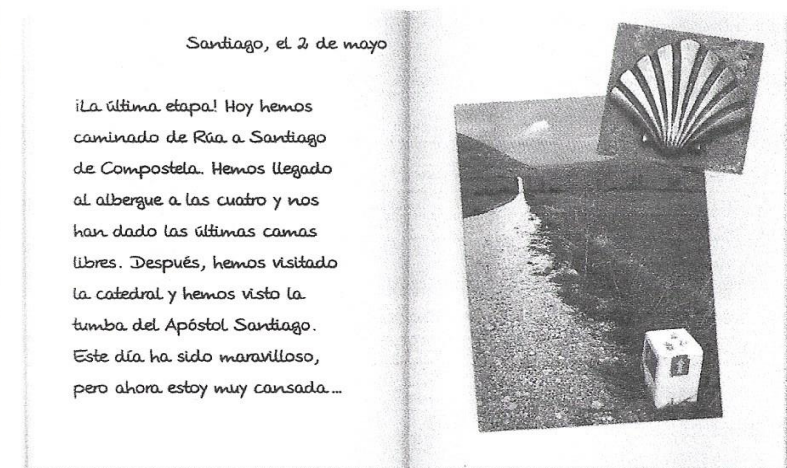 Santiago, el 2 de mayo
¡La última etapa! Hoy hemos
caminado de Rúa a Santiago
de Compostela. Hemos llegado
al albergue a las cuatro y nos
han dado las últimas camas
libres. Después, hemos visitado
la catedral y hemos visto la
tumba del Apóstol Santiago.
Este día ha sido maravilloso,
pero ahora estoy muy cansada...